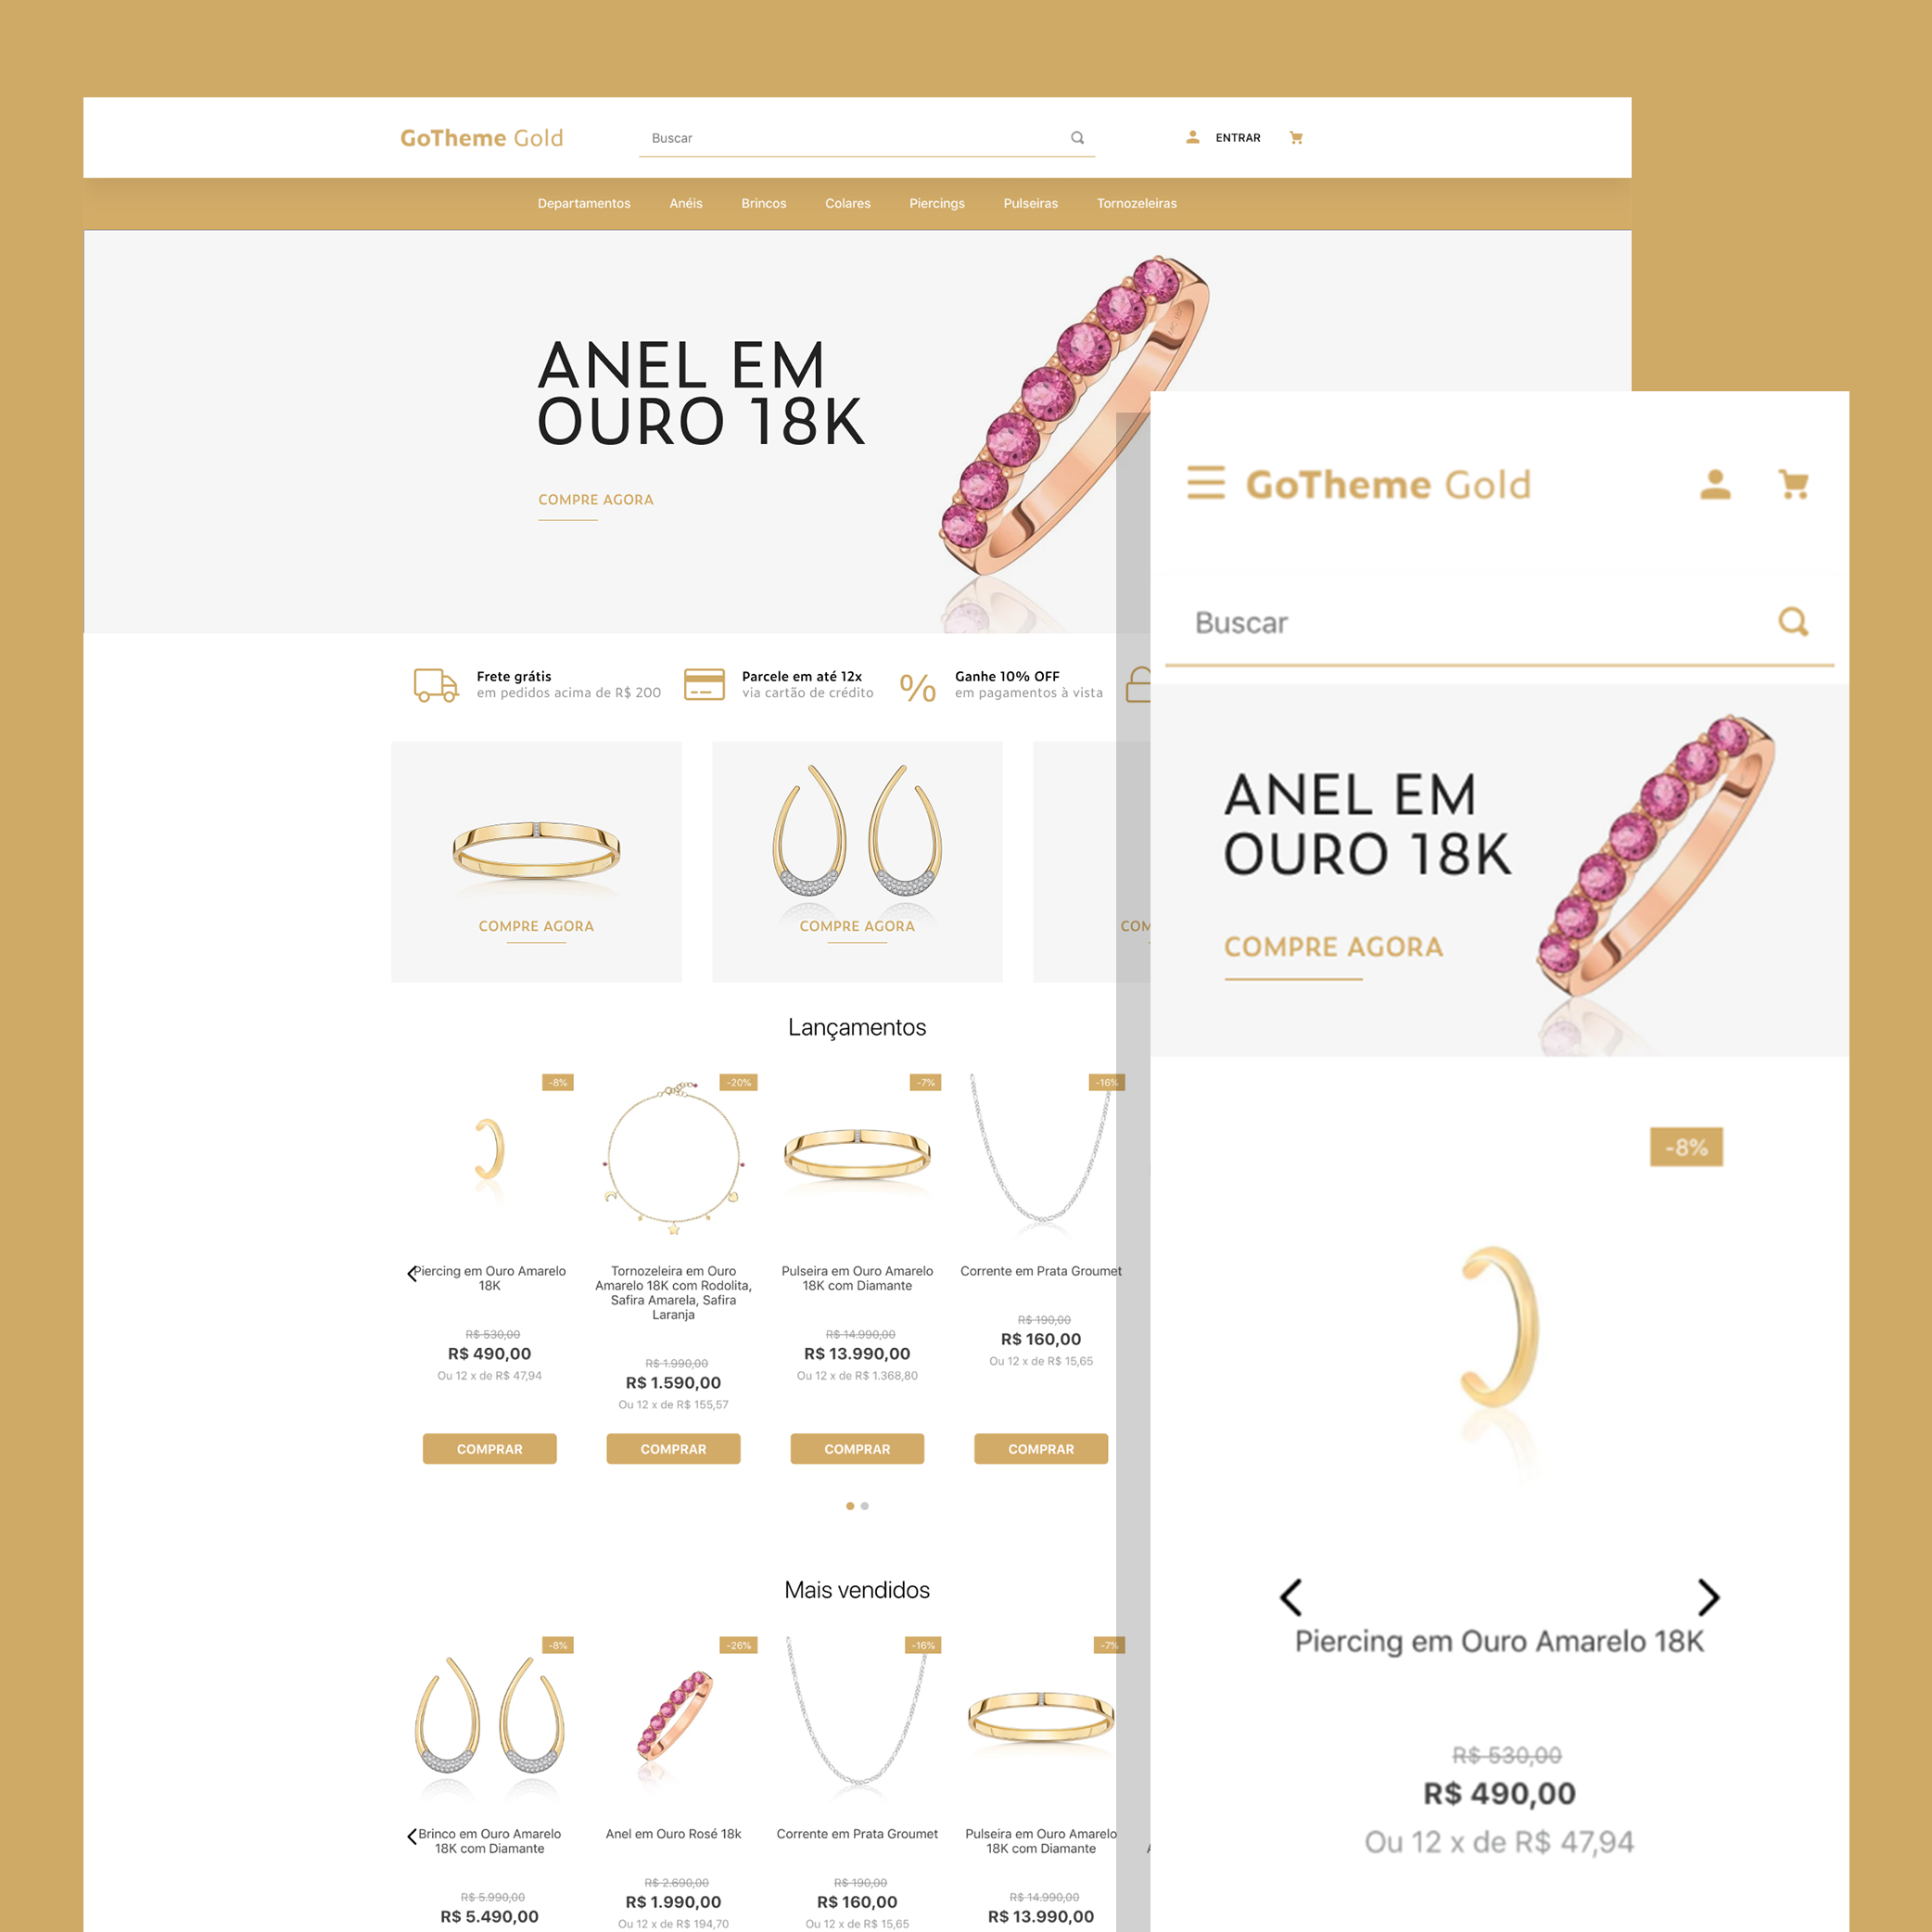 GoTheme Gold
Buscar
ENTRAR
Departamentos Anéis Brincos Colares Piercings Pulseiras Tornozeleiras
ANEL EM
OURO 18K
COMPRE AGORA
Frete grátis
em pedidos acima de R$ 200
Parcele em até 12x
via cartão de crédito
%
Ganhe 10% OFF
em pagamentos à vista
COMPRE AGORA
COMPRE AGORA
COM
Lançamentos
-8%
Piercing em Ouro Amarelo
18K
R$ 530,00
R$ 490,00
Ou 12 x de R$ 47,94
COMPRAR
-20%
Tornozeleira em Ouro
Amarelo 18K com Rodolita,
Safira Amarela, Safira
Laranja
R$ 1.990,00
R$ 1.590,00
Ou 12 x de R$ 155,57
COMPRAR
-7%
Pulseira em Ouro Amarelo
18K com Diamante
R$ 14.990,00
R$ 13.990,00
Ou 12 x de R$ 1.368,80
COMPRAR
-16%
Corrente em Prata Groumet
R$ 190,00
R$ 160,00
Ou 12 x de R$ 15,65
COMPRAR
Mais vendidos
-8%
Brinco em Ouro Amarelo
18K com Diamante
R$ 5.990,00
R$ 5.490,00
-26%
Anel em Ouro Rosé 18k
R$ 2.690,00
R$ 1.990,00
Ou 12 x de R$ 194,70
-16%
Corrente em Prata Groumet
R$ 190,00
R$ 160,00
Ou 12 x de R$ 15,65
-7%
Pulseira em Ouro Amarelo
18K com Diamante
R$ 14.990,00
R$ 13.990,00
GoTheme Gold
Buscar
ANEL EM
OURO 18K
COMPRE AGORA
-8%
Piercing em Ouro Amarelo 18K
R$ 530,00
R$ 490,00
Ou 12 x de R$ 47,94